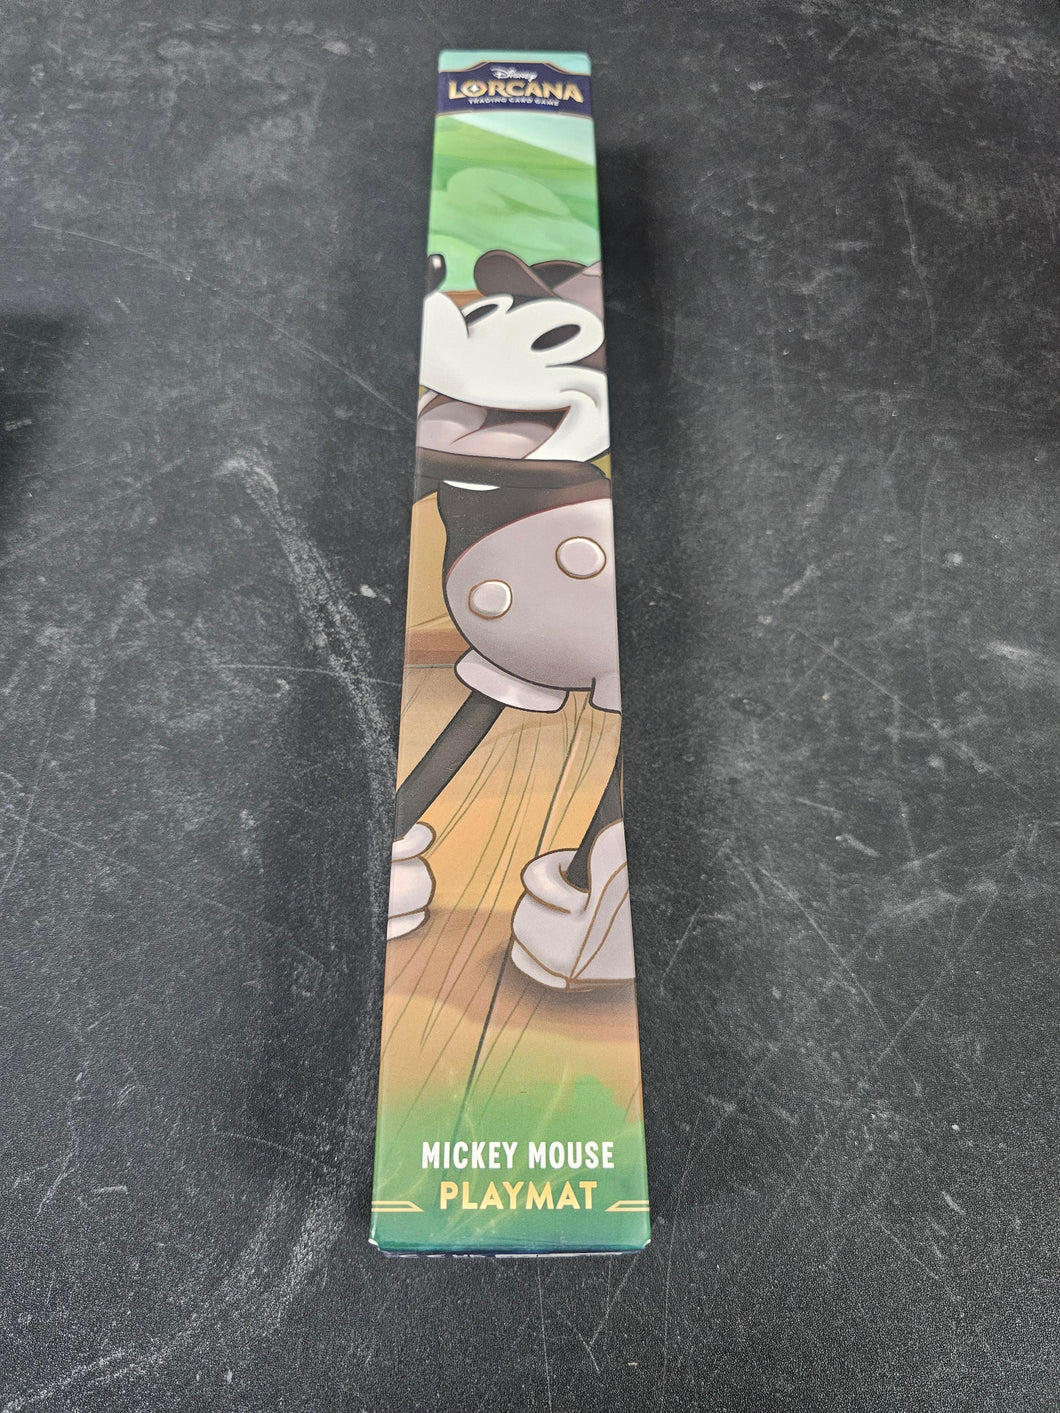 Disney
LORCANA
TRADING CARD GAME
MICKEY MOUSE
PLAYMAT